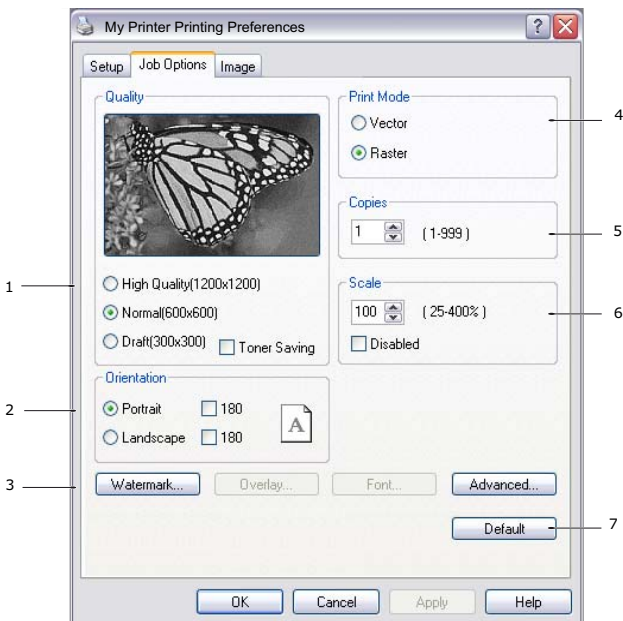 My Printer Printing Preferences
?
Setup Job Options Image
Quality
Print Mode
Vector
4
Raster
Copies
1 (1-999)
5
1
High Quality(1200x1200)
Scale
Normal(600x600)
100 (25-400%)
6
Draft(300x300) Toner Saving
Disabled
Orientation
2
Portrait 180
A
Landscape 180
3
Watermark... Overlay... Font... Advanced...
Default
7
OK Cancel Apply Help